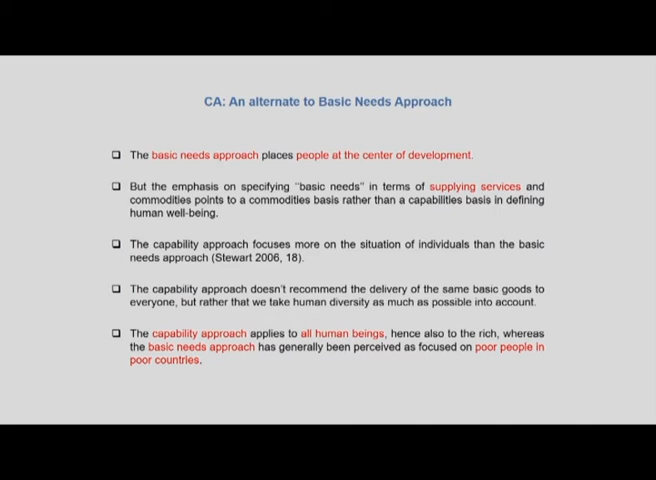 CA: An alternate to Basic Needs Approach
❑ The basic needs approach places people at the center of development.
❑ But the emphasis on specifying "basic needs" in terms of supplying services and
commodities points to a commodities basis rather than a capabilities basis in defining
human well-being.
❑ The capability approach focuses more on the situation of individuals than the basic
needs approach (Stewart 2006, 18).
❑ The capability approach doesn't recommend the delivery of the same basic goods to
everyone, but rather that we take human diversity as much as possible into account.
❑ The capability approach applies to all human beings, hence also to the rich, whereas
the basic needs approach has generally been perceived as focused on poor people in
poor countries.